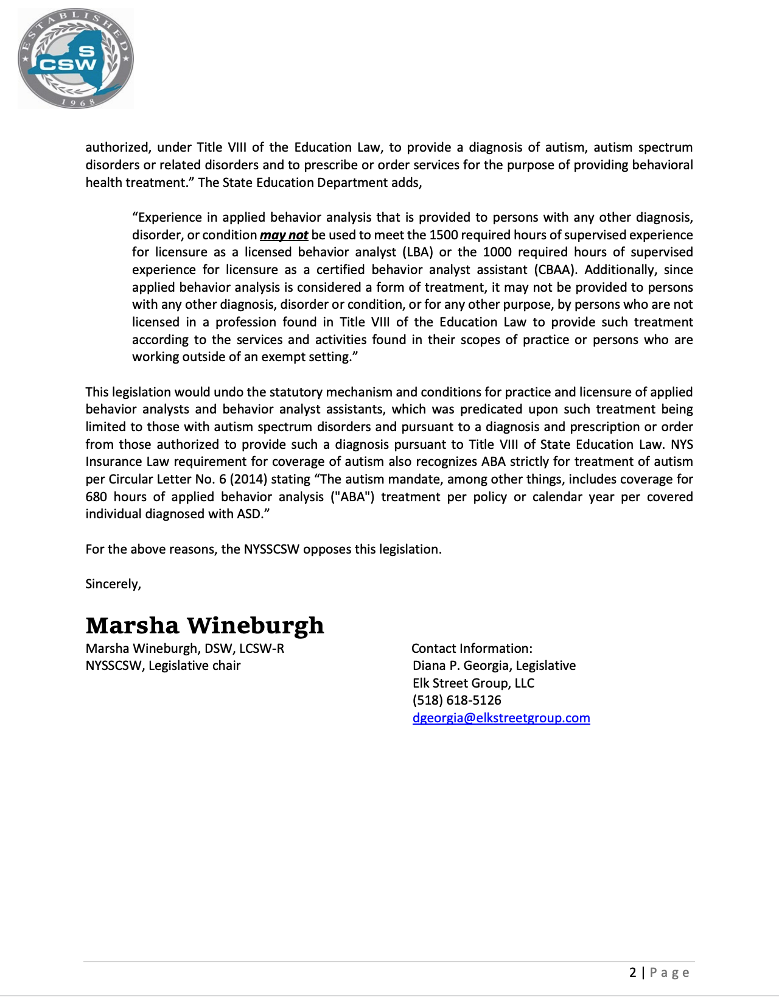 ESTABLISHED
S
CSW
1968
authorized, under Title VIII of the Education Law, to provide a diagnosis of autism, autism spectrum
disorders or related disorders and to prescribe or order services for the purpose of providing behavioral
health treatment.” The State Education Department adds,
“Experience in applied behavior analysis that is provided to persons with any other diagnosis,
disorder, or condition may not be used to meet the 1500 required hours of supervised experience
for licensure as a licensed behavior analyst (LBA) or the 1000 required hours of supervised
experience for licensure as a certified behavior analyst assistant (CBAA). Additionally, since
applied behavior analysis is considered a form of treatment, it may not be provided to persons
with any other diagnosis, disorder or condition, or for any other purpose, by persons who are not
licensed in a profession found in Title VIII of the Education Law to provide such treatment
according to the services and activities found in their scopes of practice or persons who are
working outside of an exempt setting.”
This legislation would undo the statutory mechanism and conditions for practice and licensure of applied
behavior analysts and behavior analyst assistants, which was predicated upon such treatment being
limited to those with autism spectrum disorders and pursuant to a diagnosis and prescription or order
from those authorized to provide such a diagnosis pursuant to Title VIII of State Education Law. NYS
Insurance Law requirement for coverage of autism also recognizes ABA strictly for treatment of autism
per Circular Letter No. 6 (2014) stating “The autism mandate, among other things, includes coverage for
680 hours of applied behavior analysis ("ABA") treatment per policy or calendar year per covered
individual diagnosed with ASD.”
For the above reasons, the NYSSCSW opposes this legislation.
Sincerely,
Marsha Wineburgh
Marsha Wineburgh, DSW, LCSW-R
NYSSCSW, Legislative chair
Contact Information:
Diana P. Georgia, Legislative
Elk Street Group, LLC
(518) 618-5126
dgeorgia@elkstreetgroup.com
2 | Page